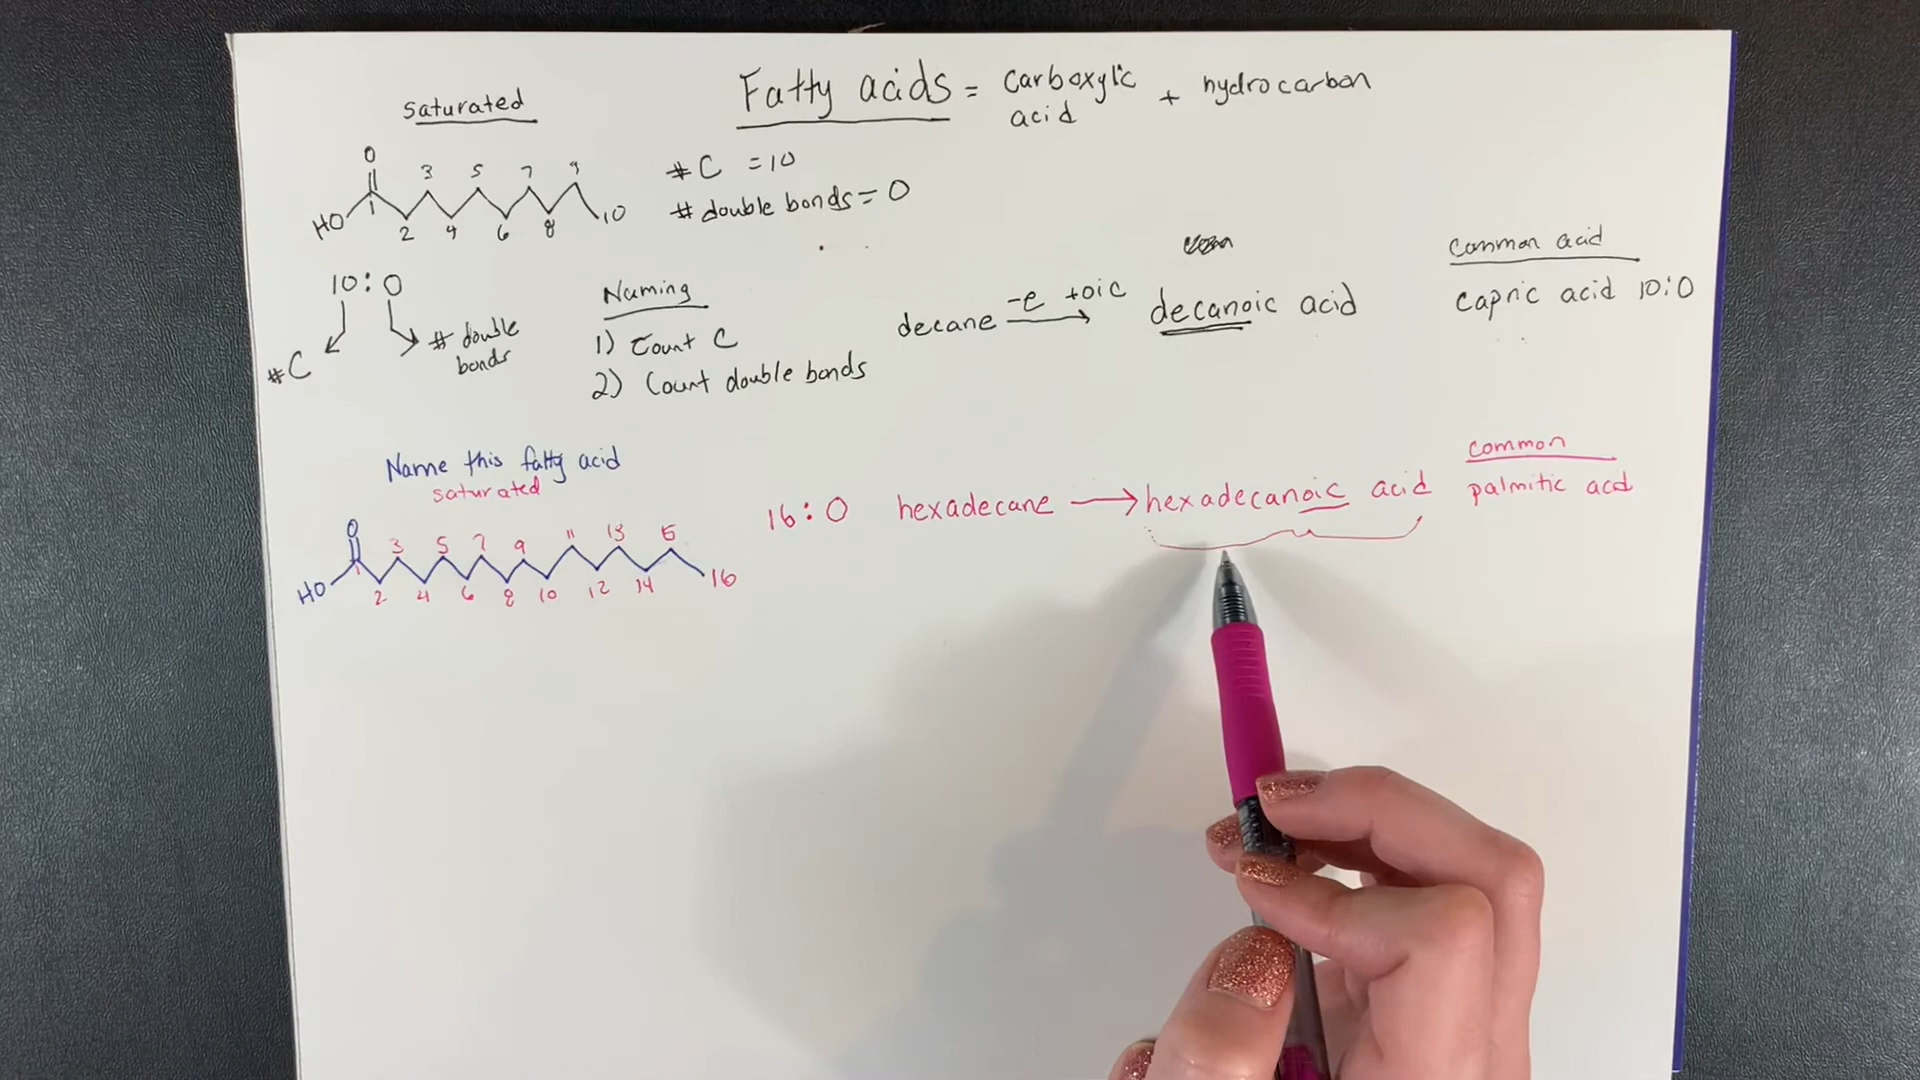 Saturated
Fatty acids = carboxylic acid + hydrocarbon
O
HO
1 2 3 4 5 6 7 8 9 10
#C = 10
# double bonds = 0
10:0
#C
# double bonds
Naming
1) Count C
2) Count double bonds
decane -e +oic decanoic acid
common acid
capric acid 10:0
Name this fatty acid
saturated
O
HO
1 2 3 4 5 6 7 8 9 10 11 12 13 14 15 16
16:0 hexadecane → hexadecanoic acid
common
palmitic acid